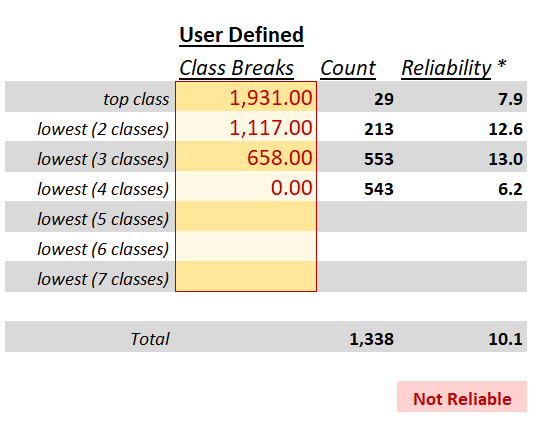 User Defined
Class Breaks Count Reliability *
top class 1,931.00 29 7.9
lowest (2 classes) 1,117.00 213 12.6
lowest (3 classes) 658.00 553 13.0
lowest (4 classes) 0.00 543 6.2
lowest (5 classes)
lowest (6 classes)
lowest (7 classes)
Total 1,338 10.1
Not Reliable